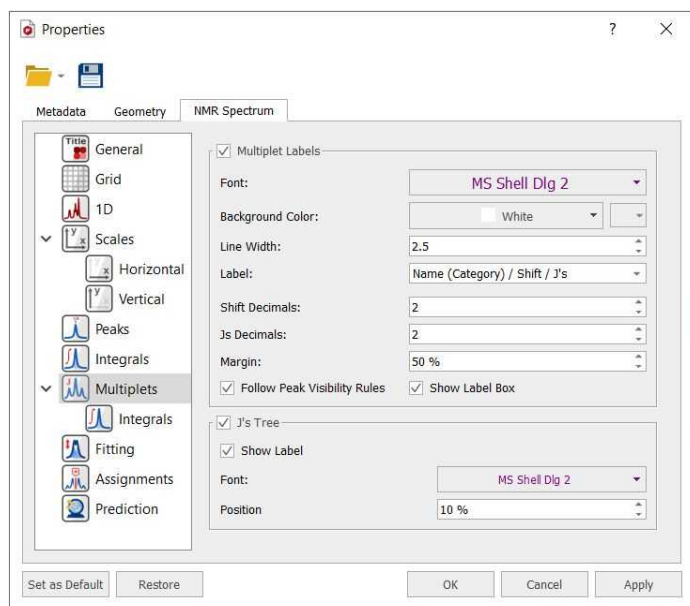 Properties
?
Metadata Geometry NMR Spectrum
Title General
Grid
1D
Scales
Horizontal
Vertical
Peaks
Integrals
Multiplets
Integrals
Fitting
Assignments
Prediction
Multiplet Labels
Font: MS Shell Dlg 2
Background Color: White
Line Width: 2.5
Label: Name (Category) / Shift / J's
Shift Decimals: 2
Js Decimals: 2
Margin: 50 %
Follow Peak Visibility Rules Show Label Box
J's Tree
Show Label
Font: MS Shell Dlg 2
Position 10 %
Set as Default Restore OK Cancel Apply